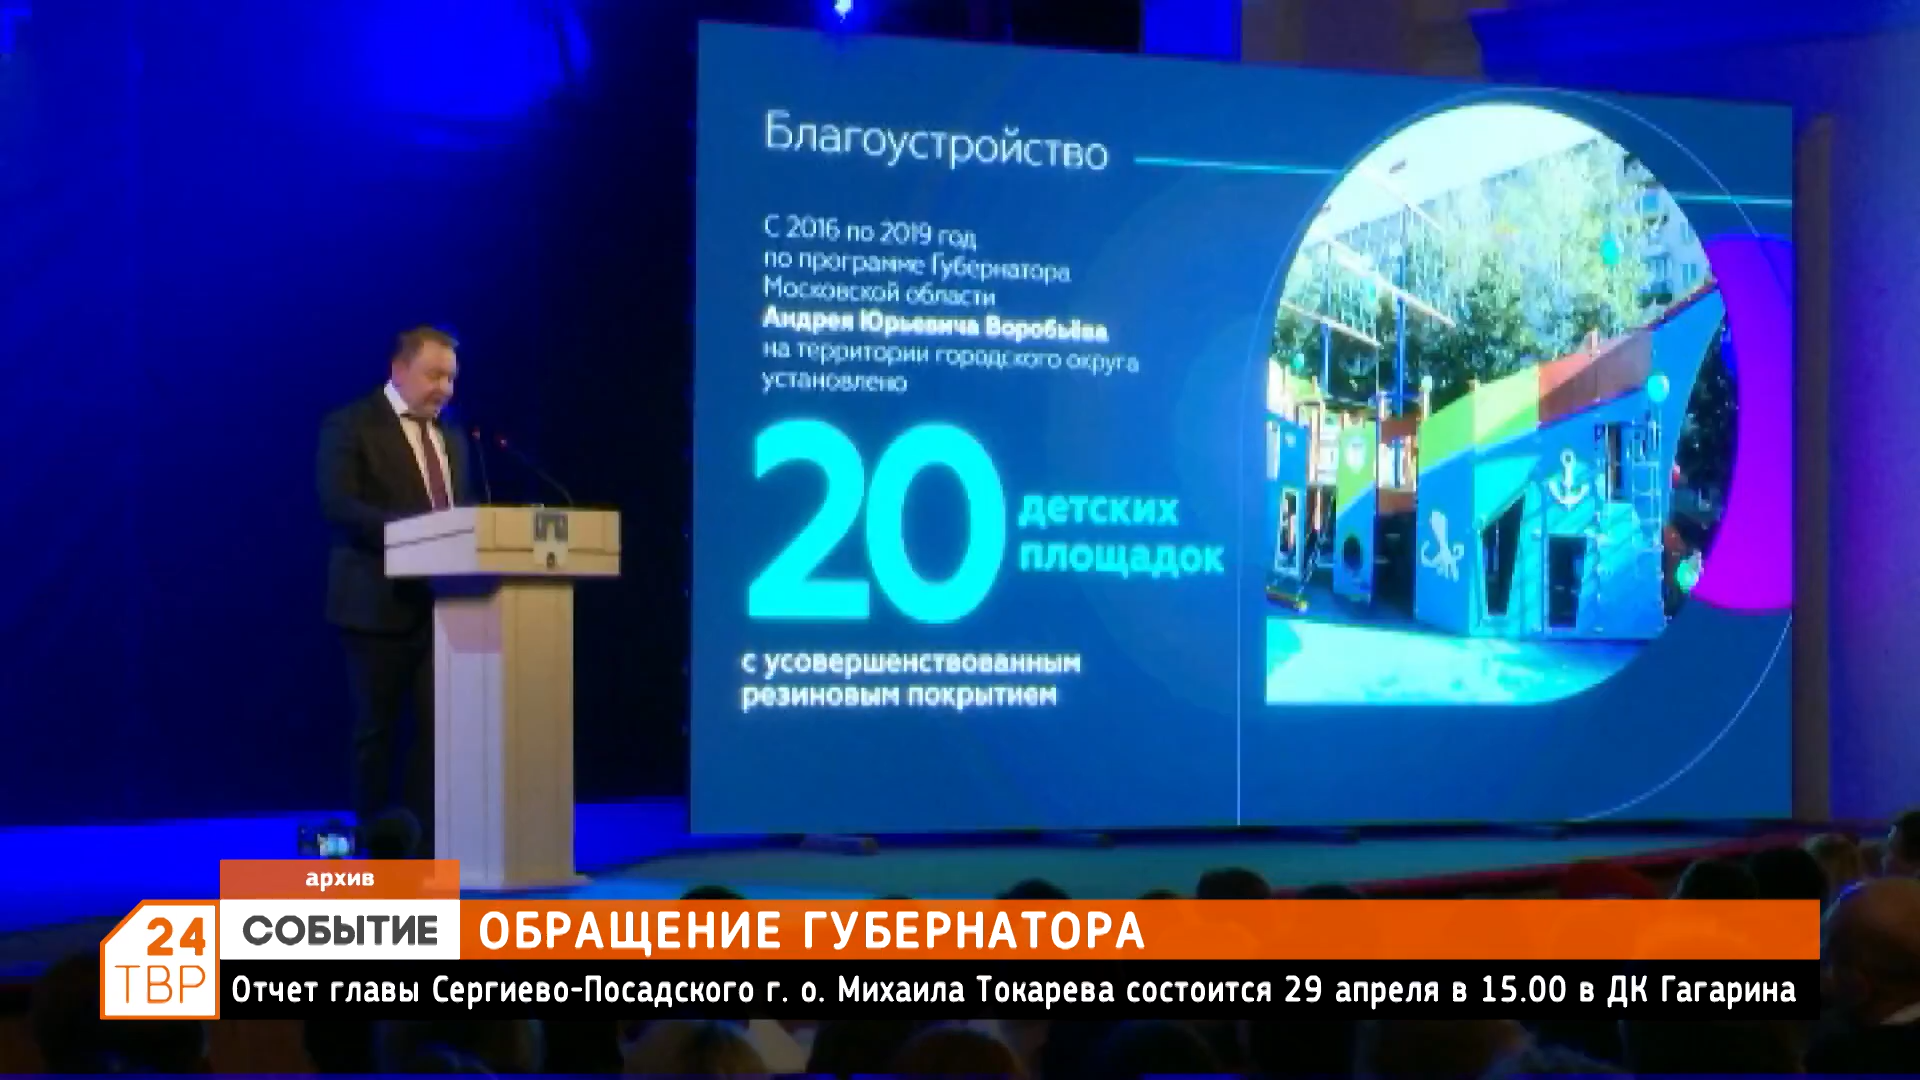 Благоустройство
С 2016 по 2019 год
по программе Губернатора
Московской области
Андрея Юрьевича Воробьёва
на территории городского округа
установлено
20 детских
площадок
с усовершенствованным
резиновым покрытием
архив
24
ТВР
СОБЫТИЕ
ОБРАЩЕНИЕ ГУБЕРНАТОРА
Отчет главы Сергиево-Посадского г. о. Михаила Токарева состоится 29 апреля в 15.00 в ДК Гагарина